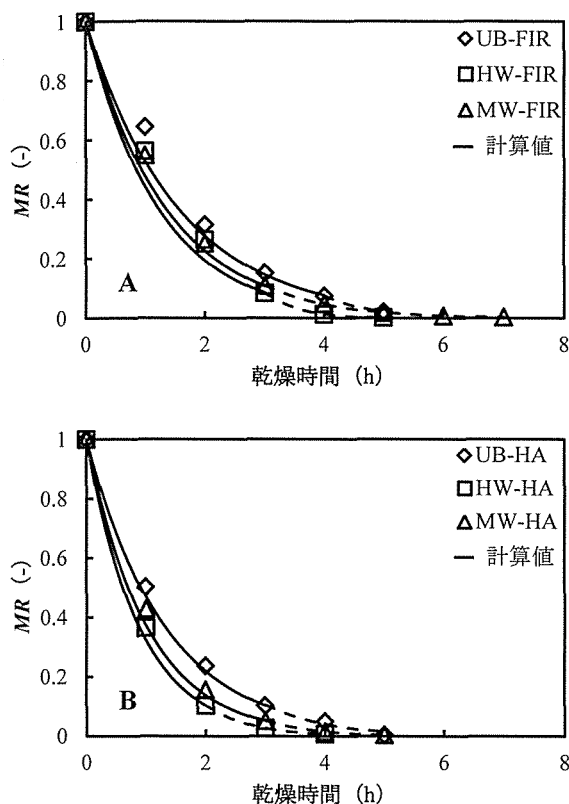 1
0.8
0.6
0.4
0.2
0
MR (-)
◇UB-FIR
□HW-FIR
△MW-FIR
— 計算値
A
0 2 4 6 8
乾燥時間 (h)
1
0.8
0.6
0.4
0.2
0
MR (-)
◇UB-HA
□HW-HA
△MW-HA
— 計算値
B
0 2 4 6 8
乾燥時間 (h)